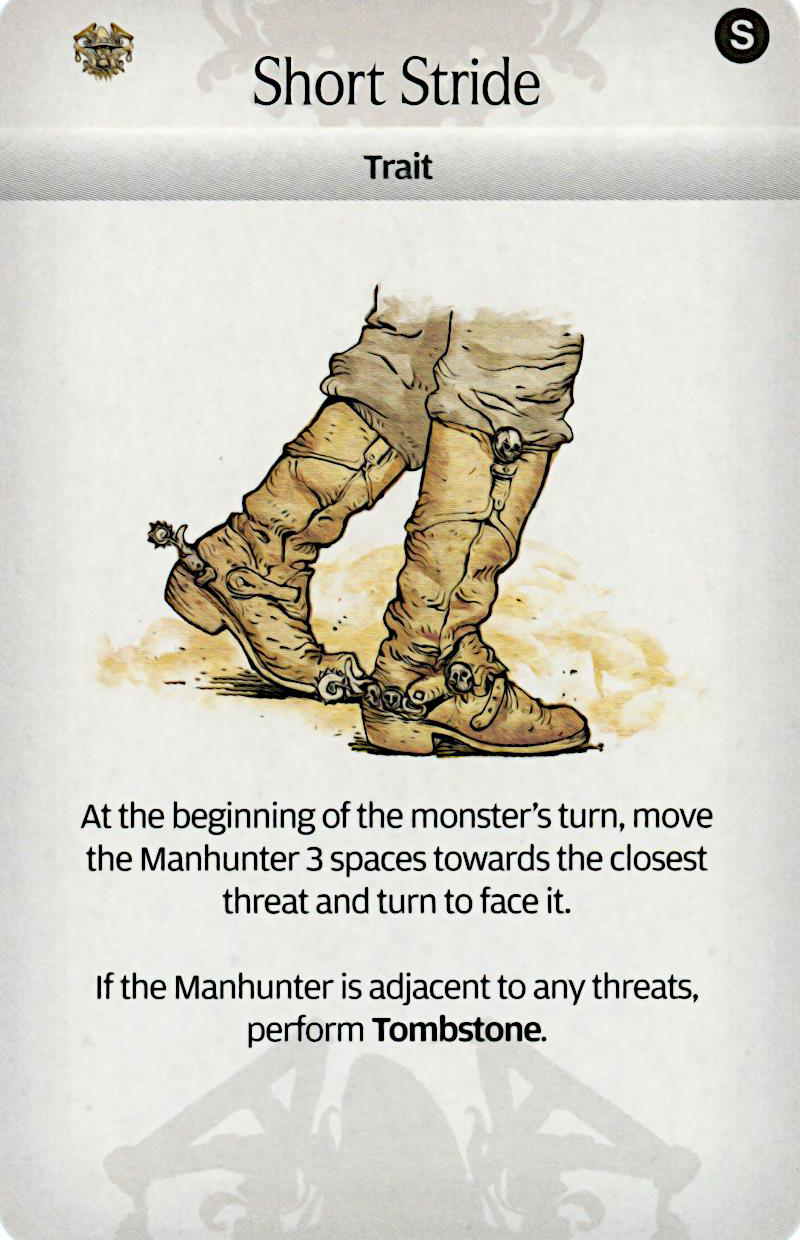 S
Short Stride
Trait
At the beginning of the monster’s turn, move
the Manhunter 3 spaces towards the closest
threat and turn to face it.
If the Manhunter is adjacent to any threats,
perform Tombstone.